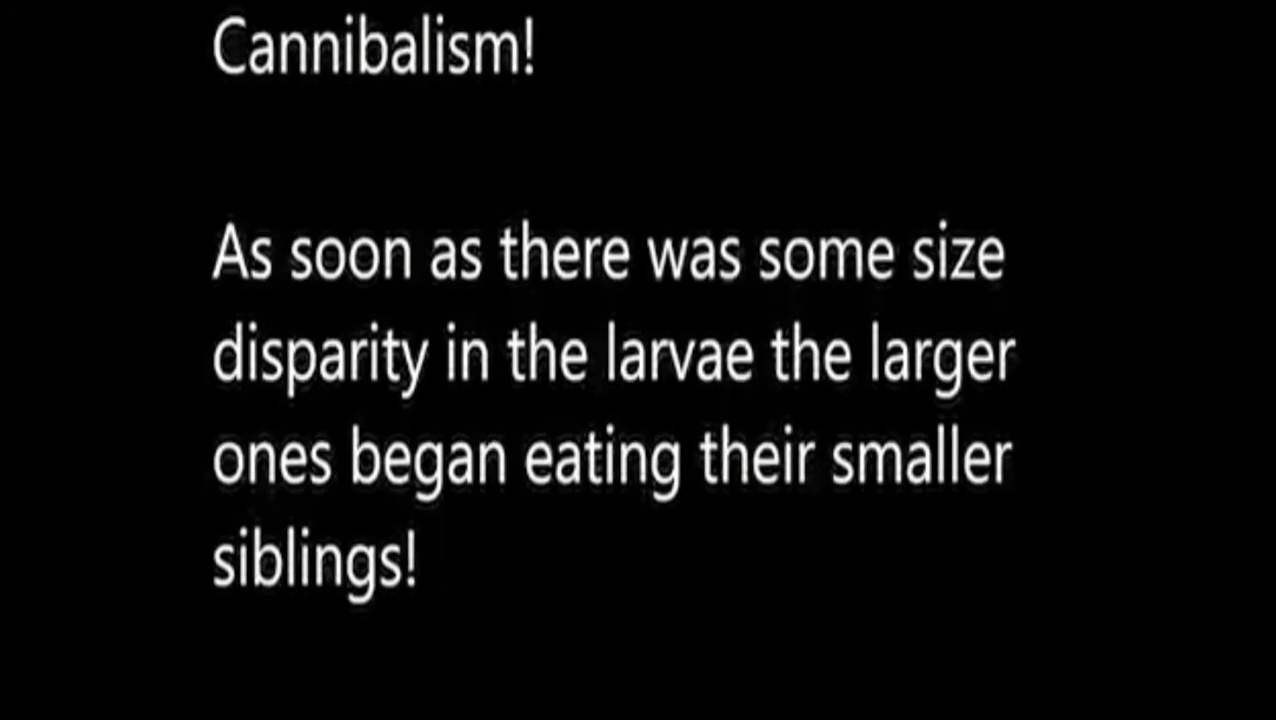 Cannibalism!
As soon as there was some size
disparity in the larvae the larger
ones began eating their smaller
siblings!